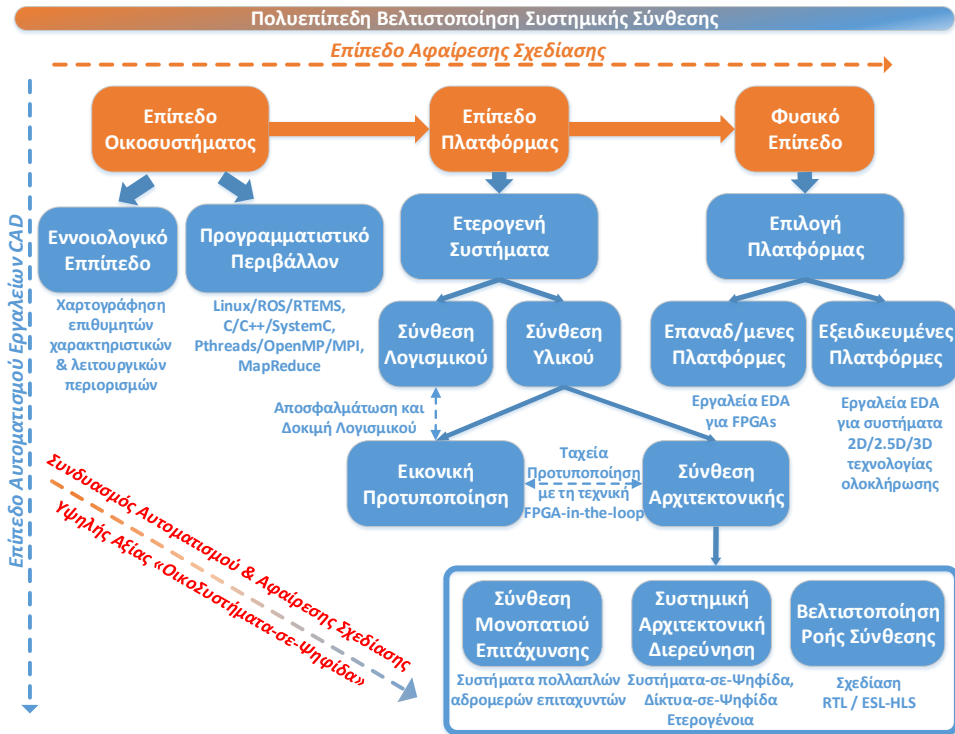 Πολυεπίπεδη Βελτιστοποίηση Συστημικής Σύνθεσης
Επίπεδο Αφαίρεσης Σχεδίασης
Επίπεδο Αυτοματισμού Εργαλείων CAD
Επίπεδο
Οικοσυστήματος
Επίπεδο
Πλατφόρμας
Φυσικό
Επίπεδο
Εννοιολογικό
Εππίπεδο
Προγραμματιστικό
Περιβάλλον
Ετερογενή
Συστήματα
Επιλογή
Πλατφόρμας
Χαρτογράφηση
επιθυμητών
χαρακτηριστικών
& λειτουργικών
περιορισμών
Linux/ROS/RTEMS,
C/C++/SystemC,
Pthreads/OpenMP/MPI,
MapReduce
Σύνθεση
Λογισμικού
Σύνθεση
Υλικού
Επαναδ/μενες
Πλατφόρμες
Εξειδικευμένες
Πλατφόρμες
Αποσφαλμάτωση και
Δοκιμή Λογισμικού
Εργαλεία EDA
για FPGAs
Εργαλεία EDA
για συστήματα
2D/2.5D/3D
τεχνολογίας
ολοκλήρωσης
Εικονική
Προτυποποίηση
Ταχεία
Προτυποποίηση
με τη τεχνική
FPGA-in-the-loop
Σύνθεση
Αρχιτεκτονικής
Συνδυασμός Αυτοματισμού & Αφαίρεσης Σχεδίασης
Υψηλής Αξίας «ΟικοΣυστήματα-σε-Ψηφίδα»
Σύνθεση
Μονοπατιού
Επιτάχυνσης
Συστημική
Αρχιτεκτονική
Διερεύνηση
Βελτιστοποίηση
Ροής Σύνθεσης
Συστήματα πολλαπλών
αδρομερών επιταχυντών
Συστήματα-σε-Ψηφίδα,
Δίκτυα-σε-Ψηφίδα
Ετερογένοια
Σχεδίαση
RTL / ESL-HLS